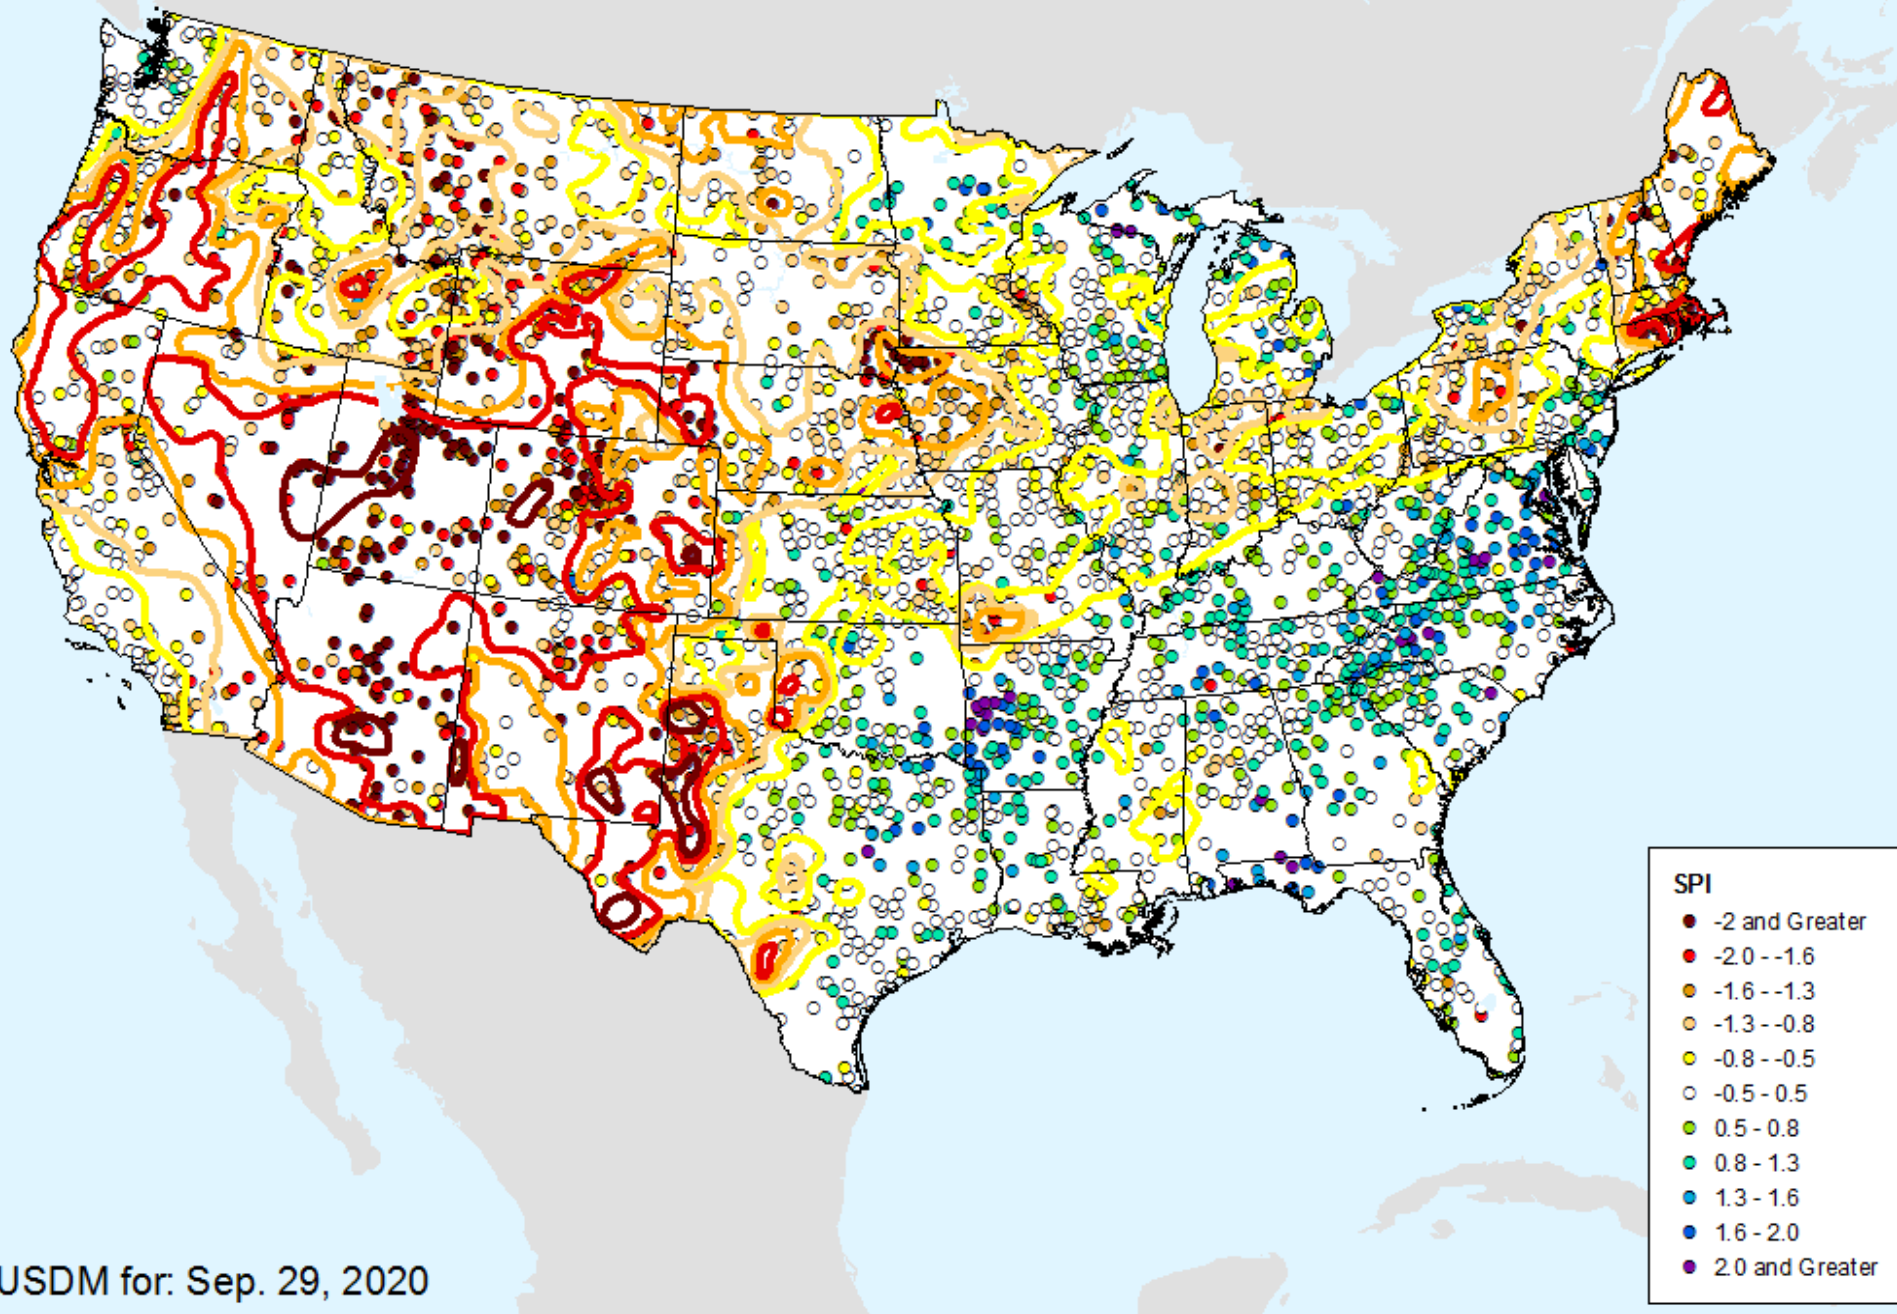 SPI
-2 and Greater
-2.0 - -1.6
-1.6 - -1.3
-1.3 - -0.8
-0.8 - -0.5
-0.5 - 0.5
0.5 - 0.8
0.8 - 1.3
1.3 - 1.6
1.6 - 2.0
2.0 and Greater
USDM for: Sep. 29, 2020